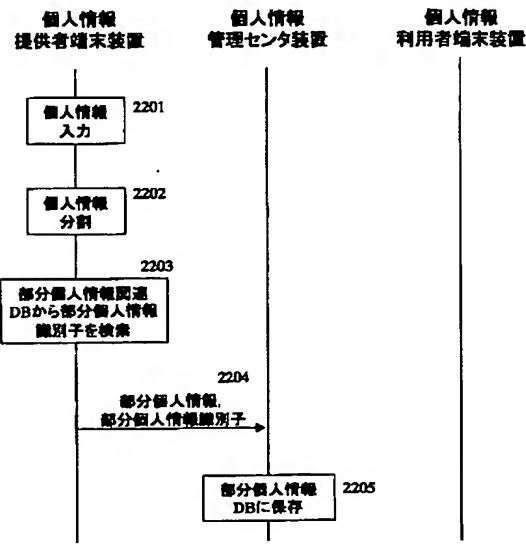 個人情報
提供者端末装置
個人情報
管理センタ装置
個人情報
利用者端末装置
個人情報
入力
2201
個人情報
分割
2202
2203
部分個人情報関連
DBから部分個人情報
識別子を検索
2204
部分個人情報,
部分個人情報識別子
部分個人情報
DBに保存
2205